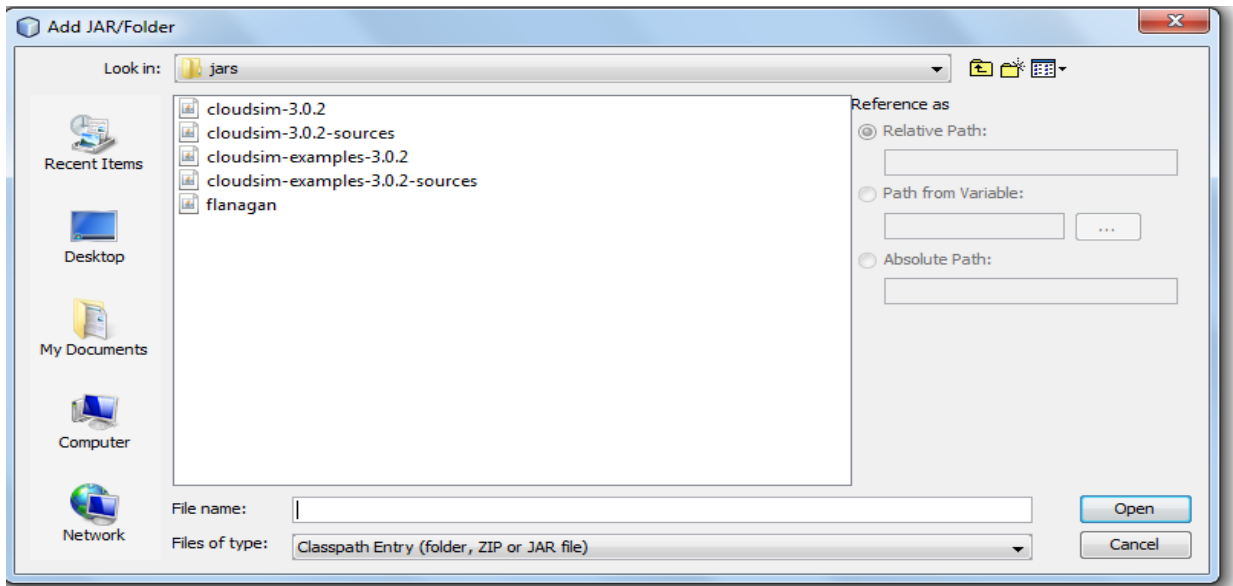 Add JAR/Folder
Look in:
jars
Recent Items
Desktop
My Documents
Computer
Network
cloudsim-3.0.2
cloudsim-3.0.2-sources
cloudsim-examples-3.0.2
cloudsim-examples-3.0.2-sources
flanagan
Reference as
Relative Path:
Path from Variable:
...
Absolute Path:
File name:
Open
Files of type:
Classpath Entry (folder, ZIP or JAR file)
Cancel